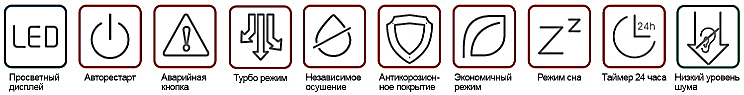 LED
Z Z
24h
Просветный
дисплей
Авторестарт
Аварийная
кнопка
Турбо режим
Независимое
осушение
Антикорозион-
ное покрытие
Экономичный
режим
Режим сна
Таймер 24 часа
Низкий уровень
шума